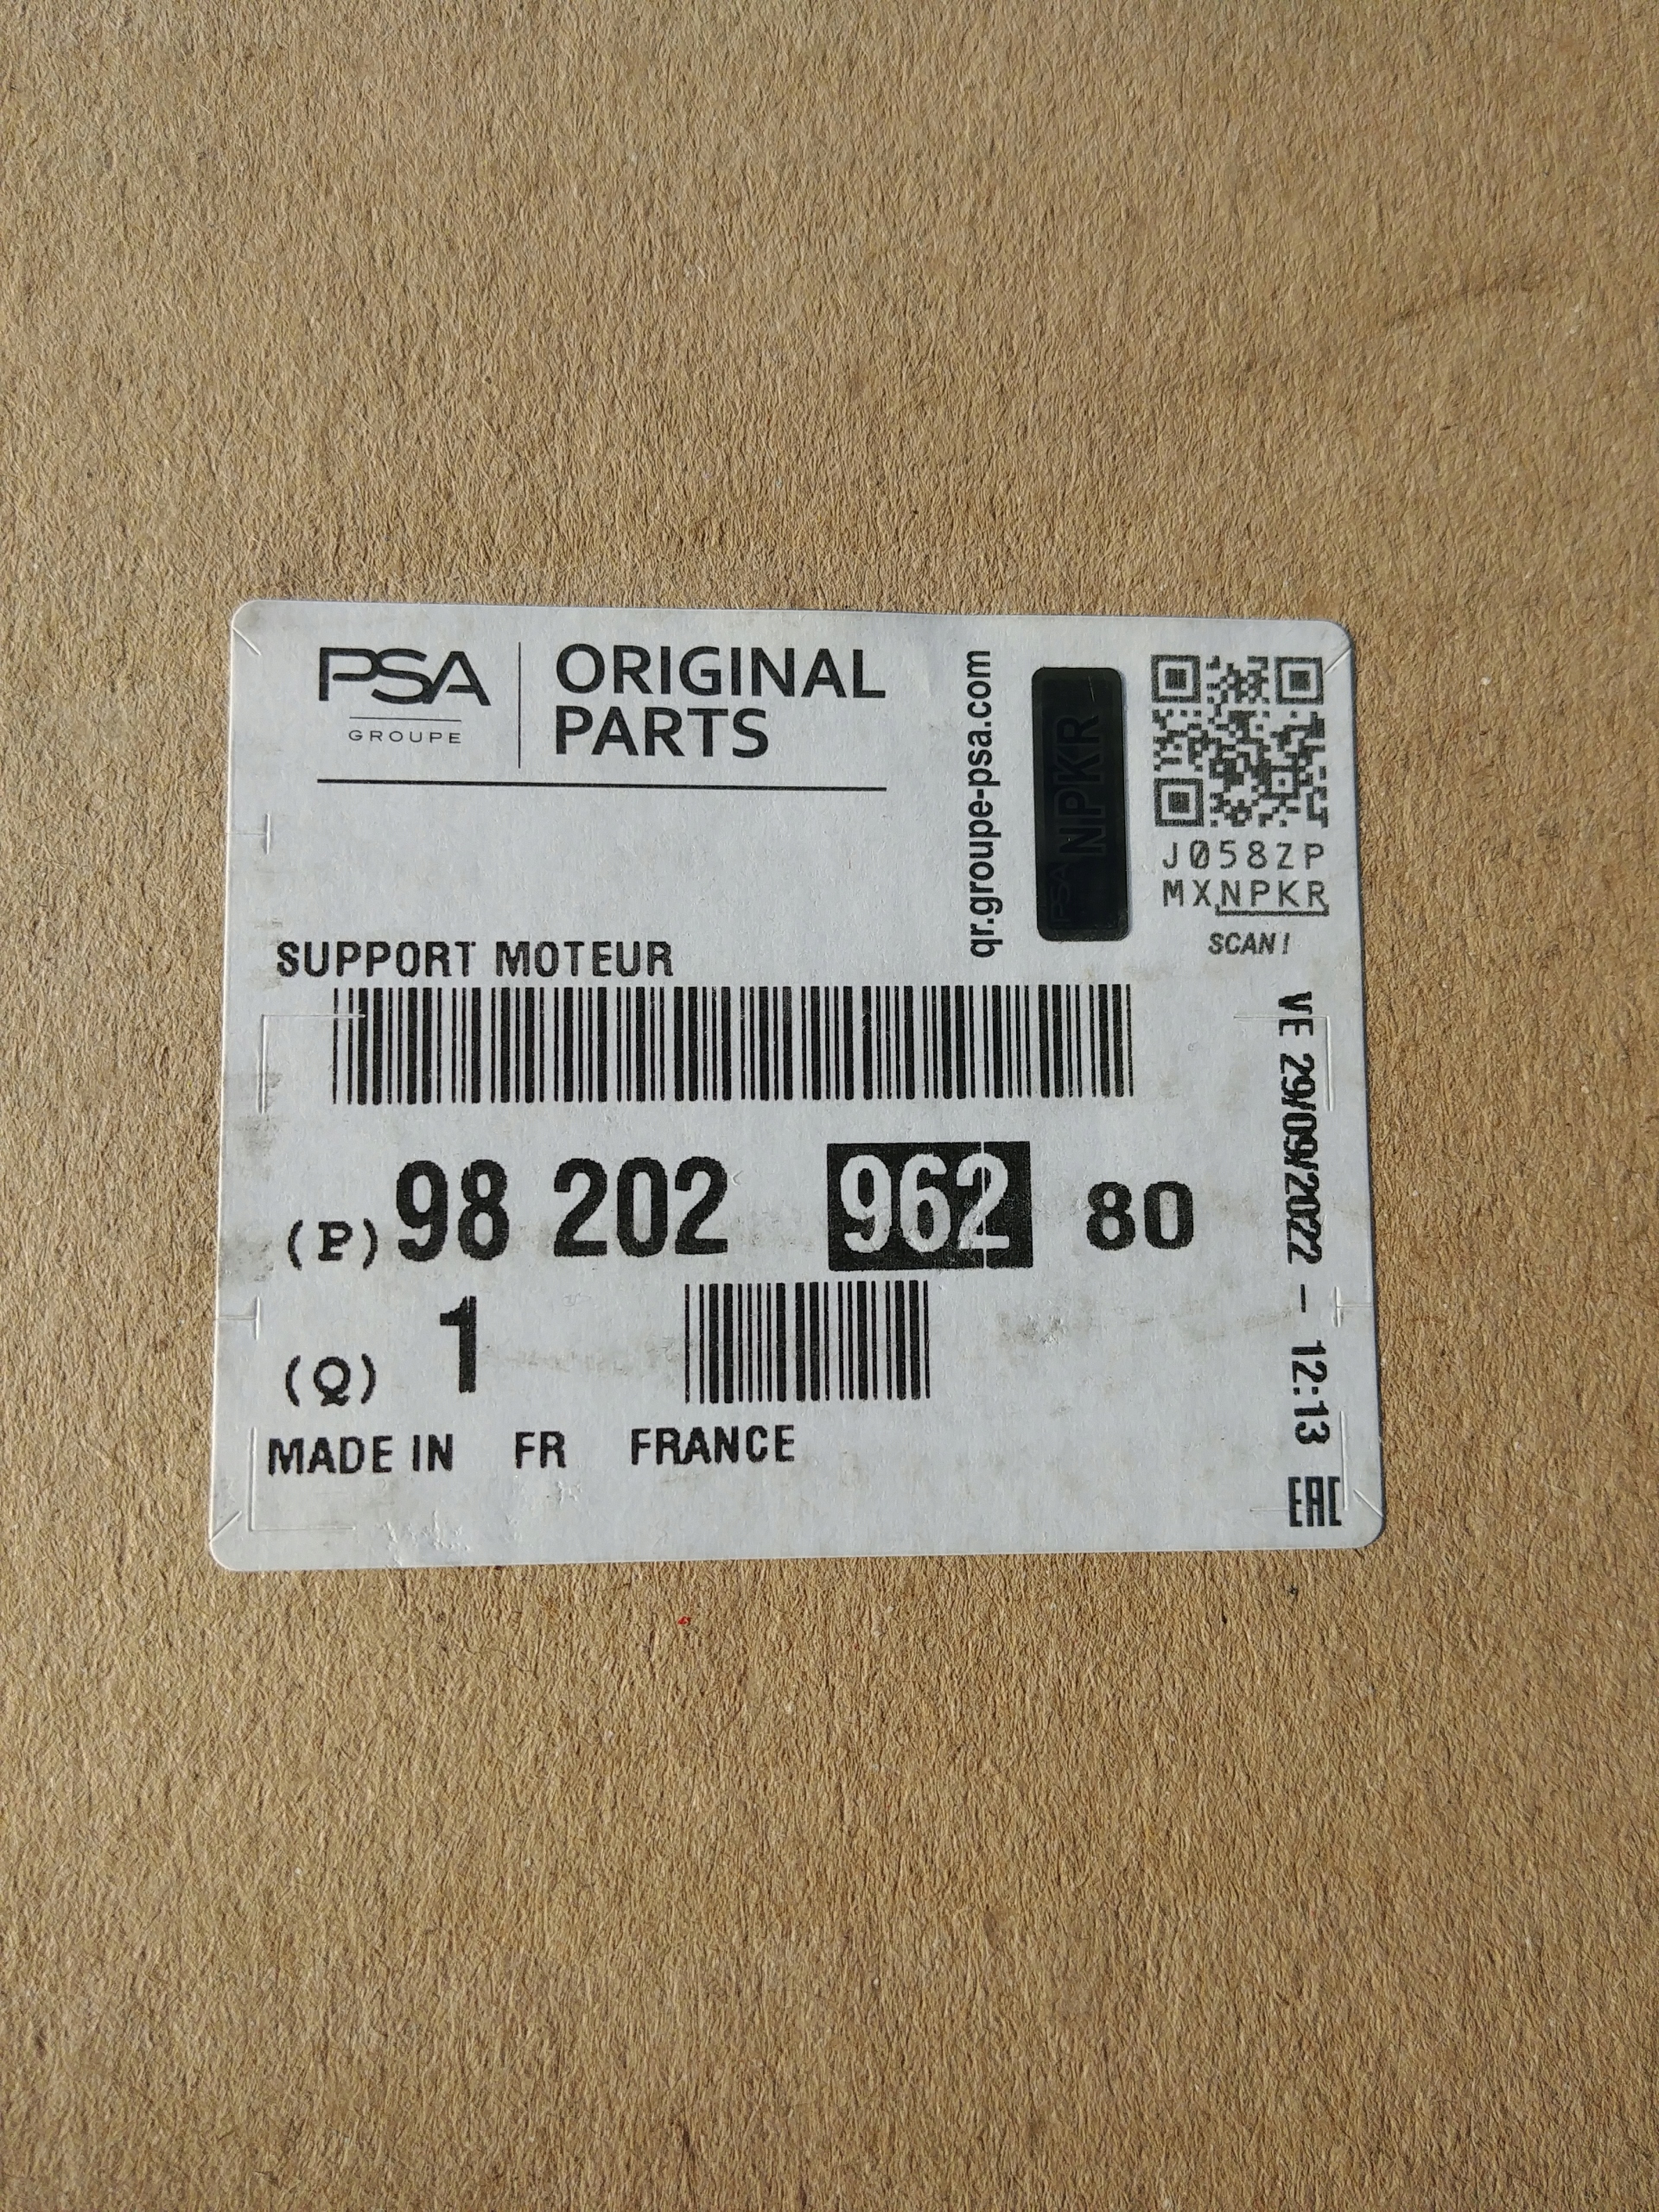 PSA
GROUPE
ORIGINAL
PARTS
qr.groupe-psa.com
PSA NPKR
J058ZP
MXNPKR
SCAN!
SUPPORT MOTEUR
(P) 98 202 962 80
(Q) 1
MADE IN FR FRANCE
VE 29/09/2022 - 12:13
EAC